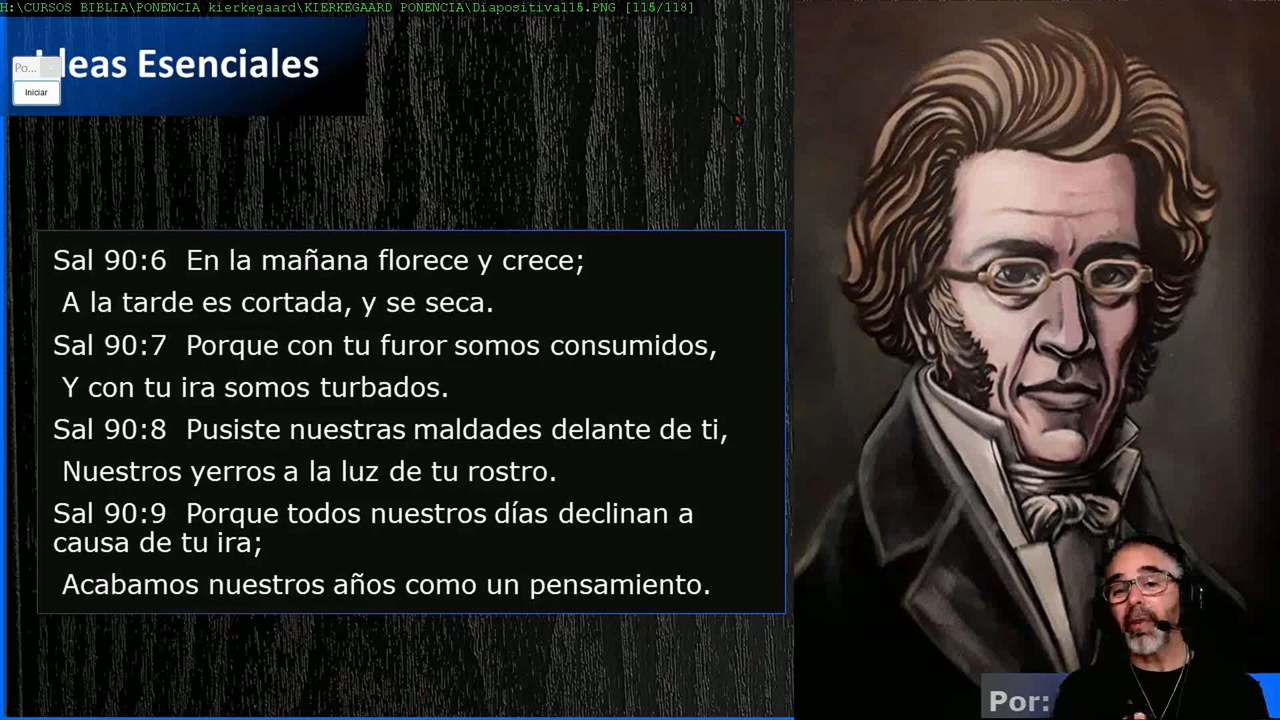 H:\CURSOS BIBLIA\PONENCIA kierkegaard\KIERKEGAARD PONENCIA\Diapositiva115.PNG [115/118]
Ideas Esenciales
Po...
Iniciar
Sal 90:6 En la mañana florece y crece;
A la tarde es cortada, y se seca.
Sal 90:7 Porque con tu furor somos consumidos,
Y con tu ira somos turbados.
Sal 90:8 Pusiste nuestras maldades delante de ti,
Nuestros yerros a la luz de tu rostro.
Sal 90:9 Porque todos nuestros días declinan a
causa de tu ira;
Acabamos nuestros años como un pensamiento.
Por: